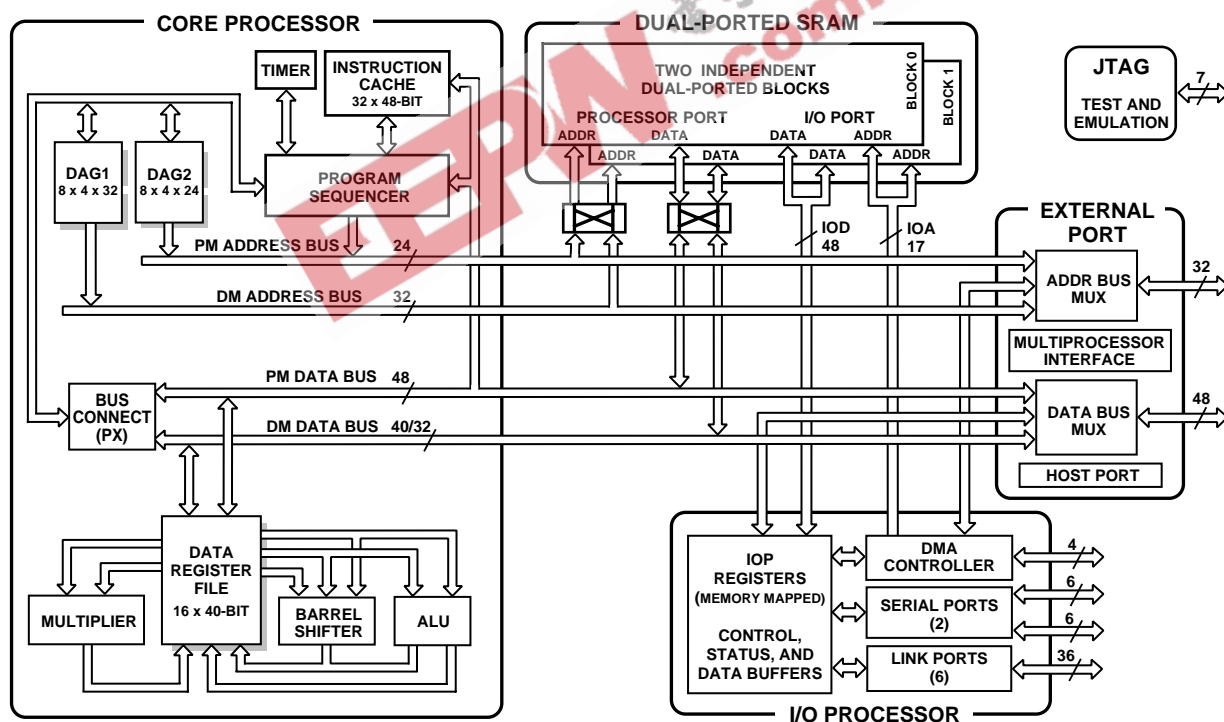 CORE PROCESSOR
TIMER
INSTRUCTION
CACHE
32 x 48-BIT
DAG1
8 x 4 x 32
DAG2
8 x 4 x 24
PROGRAM
SEQUENCER
PM ADDRESS BUS
24
DM ADDRESS BUS
32
PM DATA BUS
48
BUS
CONNECT
(PX)
DM DATA BUS
40/32
DATA
REGISTER
FILE
16 x 40-BIT
MULTIPLIER
BARREL
SHIFTER
ALU
DUAL-PORTED SRAM
TWO INDEPENDENT
DUAL-PORTED BLOCKS
BLOCK 0
BLOCK 1
PROCESSOR PORT
I/O PORT
ADDR
DATA
DATA
ADDR
ADDR
DATA
DATA
ADDR
IOD
48
IOA
17
JTAG
TEST AND
EMULATION
7
EXTERNAL
PORT
ADDR BUS
MUX
32
MULTIPROCESSOR
INTERFACE
DATA BUS
MUX
48
HOST PORT
IOP
REGISTERS
(MEMORY MAPPED)
CONTROL,
STATUS, AND
DATA BUFFERS
DMA
CONTROLLER
4
SERIAL PORTS
(2)
6
6
LINK PORTS
(6)
36
I/O PROCESSOR
EEPW
.com